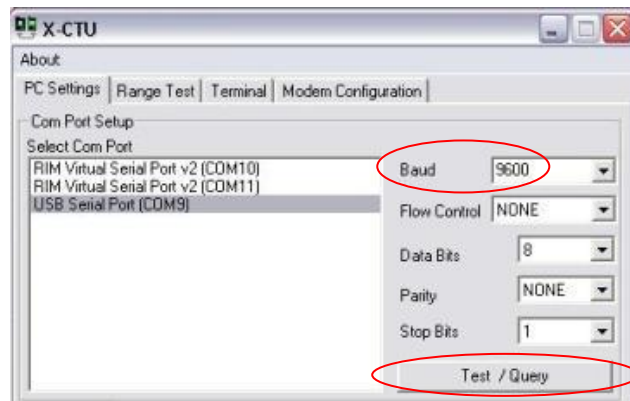 X-CTU
About
PC Settings Range Test Terminal Modem Configuration
Com Port Setup
Select Com Port
RIM Virtual Serial Port v2 (COM10)
RIM Virtual Serial Port v2 (COM11)
USB Serial Port (COM9)
Baud 9600
Flow Control NONE
Data Bits 8
Parity NONE
Stop Bits 1
Test / Query